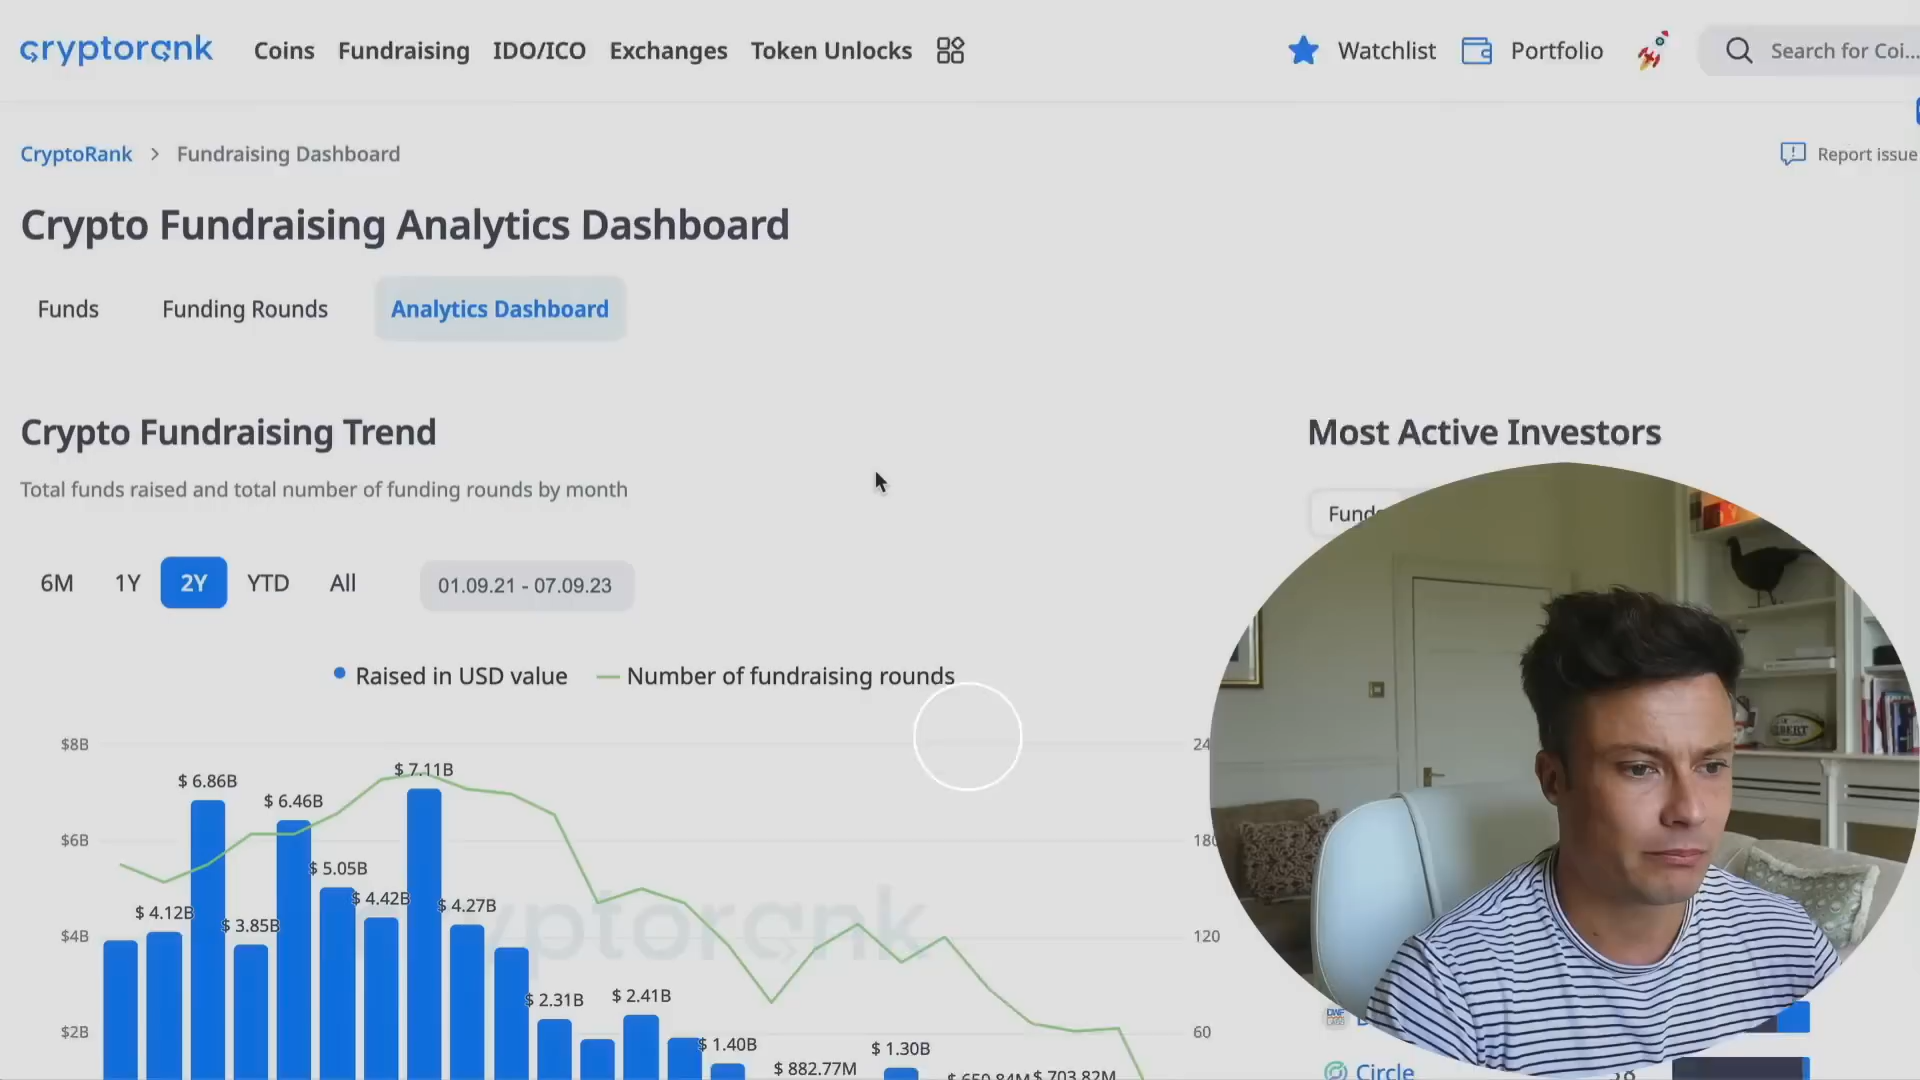 cryptorank Coins Fundraising IDO/ICO Exchanges Token Unlocks Watchlist Portfolio Search for Coi...
CryptoRank > Fundraising Dashboard Report issue
Crypto Fundraising Analytics Dashboard
Funds Funding Rounds Analytics Dashboard
Crypto Fundraising Trend
Most Active Investors
Total funds raised and total number of funding rounds by month
6M 1Y 2Y YTD All 01.09.21 - 07.09.23
Raised in USD value Number of fundraising rounds
$8B
$6B
$4B
$2B
$ 4.12B
$ 6.86B
$ 3.85B
$ 6.46B
$ 5.05B
$ 4.42B
$ 7.11B
$ 4.27B
$ 2.31B
$ 2.41B
$ 1.40B
$ 882.77M
$ 1.30B
$ 703.82M
180
120
60
cryptorank
DWF
Circle